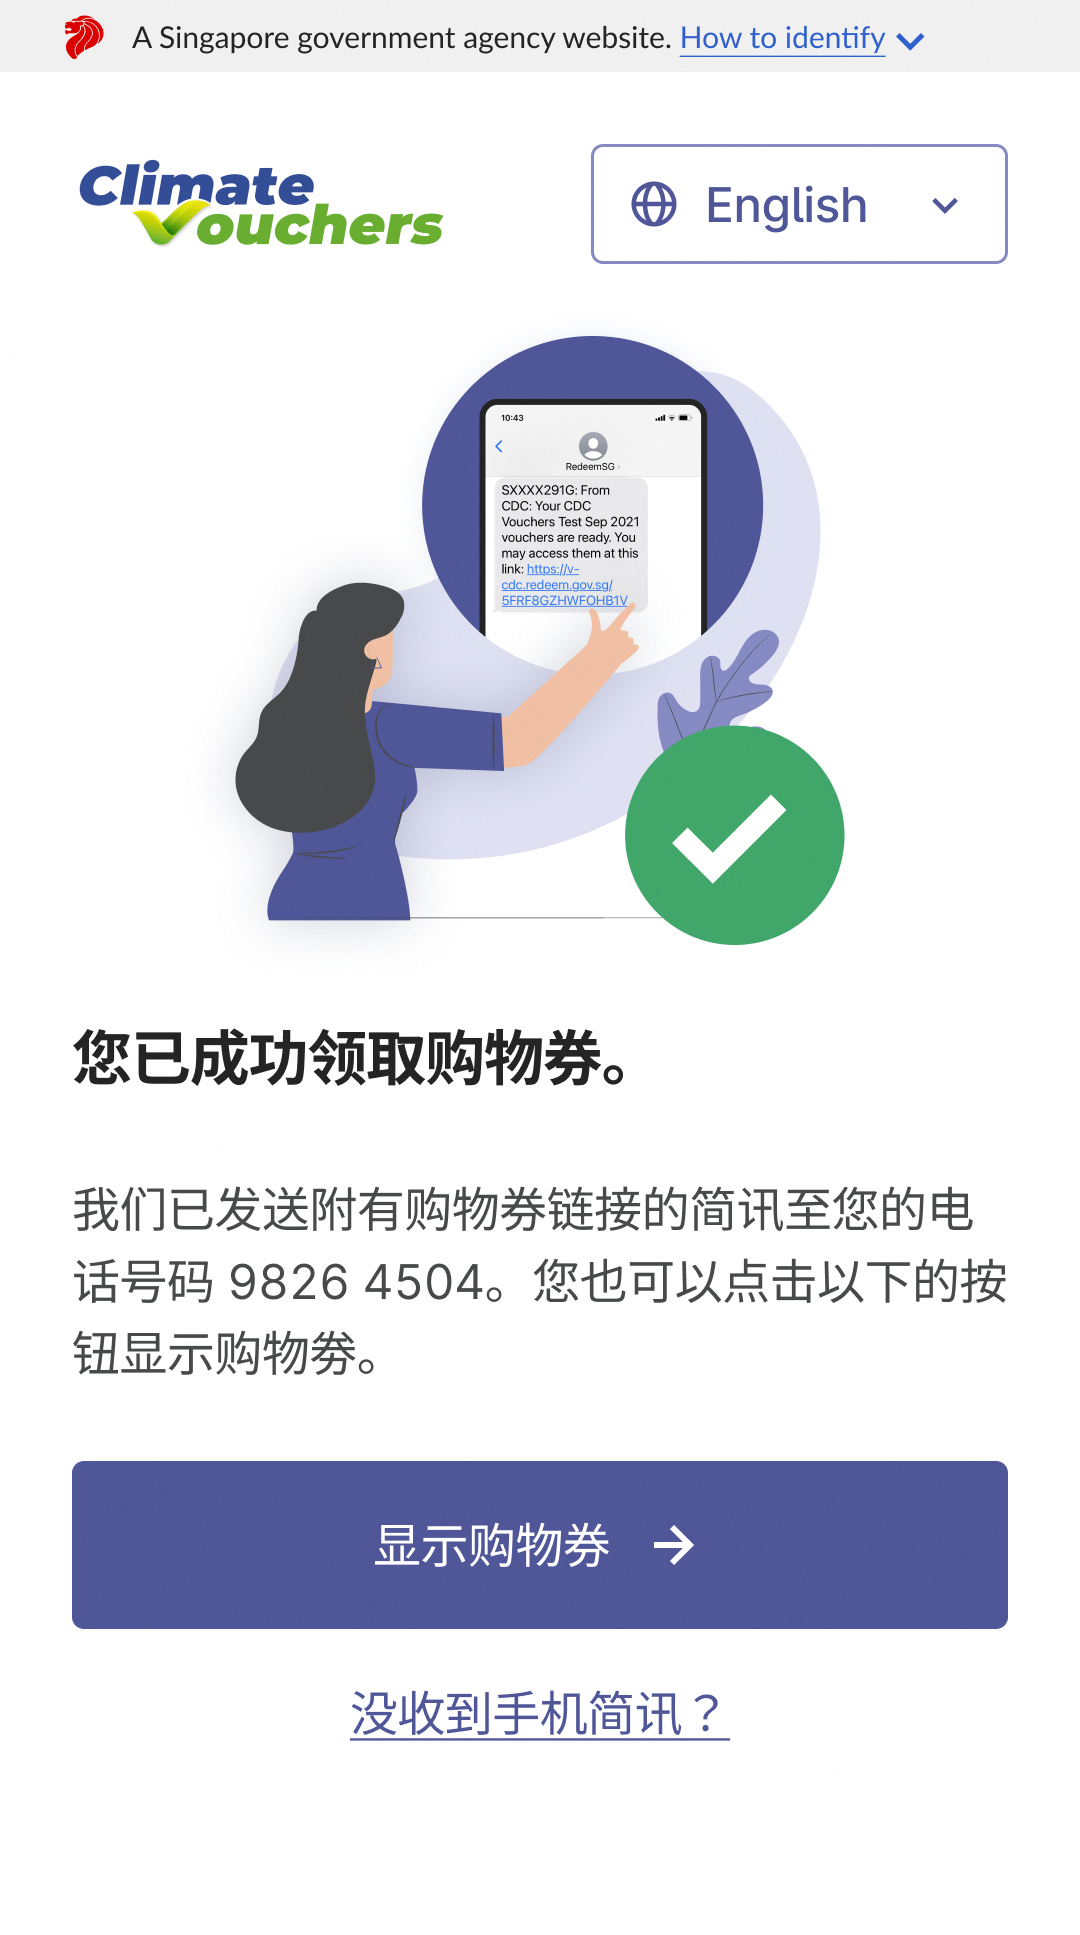 A Singapore government agency website. How to identify
Climate
Vouchers
English
10:43
RedeemSG
SXXXX291G: From
CDC: Your CDC
Vouchers Test Sep 2021
vouchers are ready. You
may access them at this
link: https://v-
cdc.redeem.gov.sg/
5FRF8GZHWFOHB1V
您已成功领取购物券。
我们已发送附有购物券链接的简讯至您的电
话号码 9826 4504。您也可以点击以下的按
钮显示购物券。
显示购物券
没收到手机简讯？